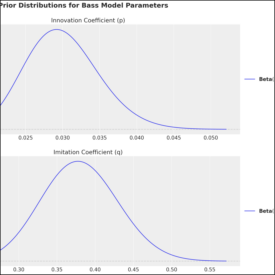 Prior Distributions for Bass Model Parameters
Innovation Coefficient (p)
Beta
0.025 0.030 0.035 0.040 0.045 0.050
Imitation Coefficient (q)
Beta
0.30 0.35 0.40 0.45 0.50 0.55